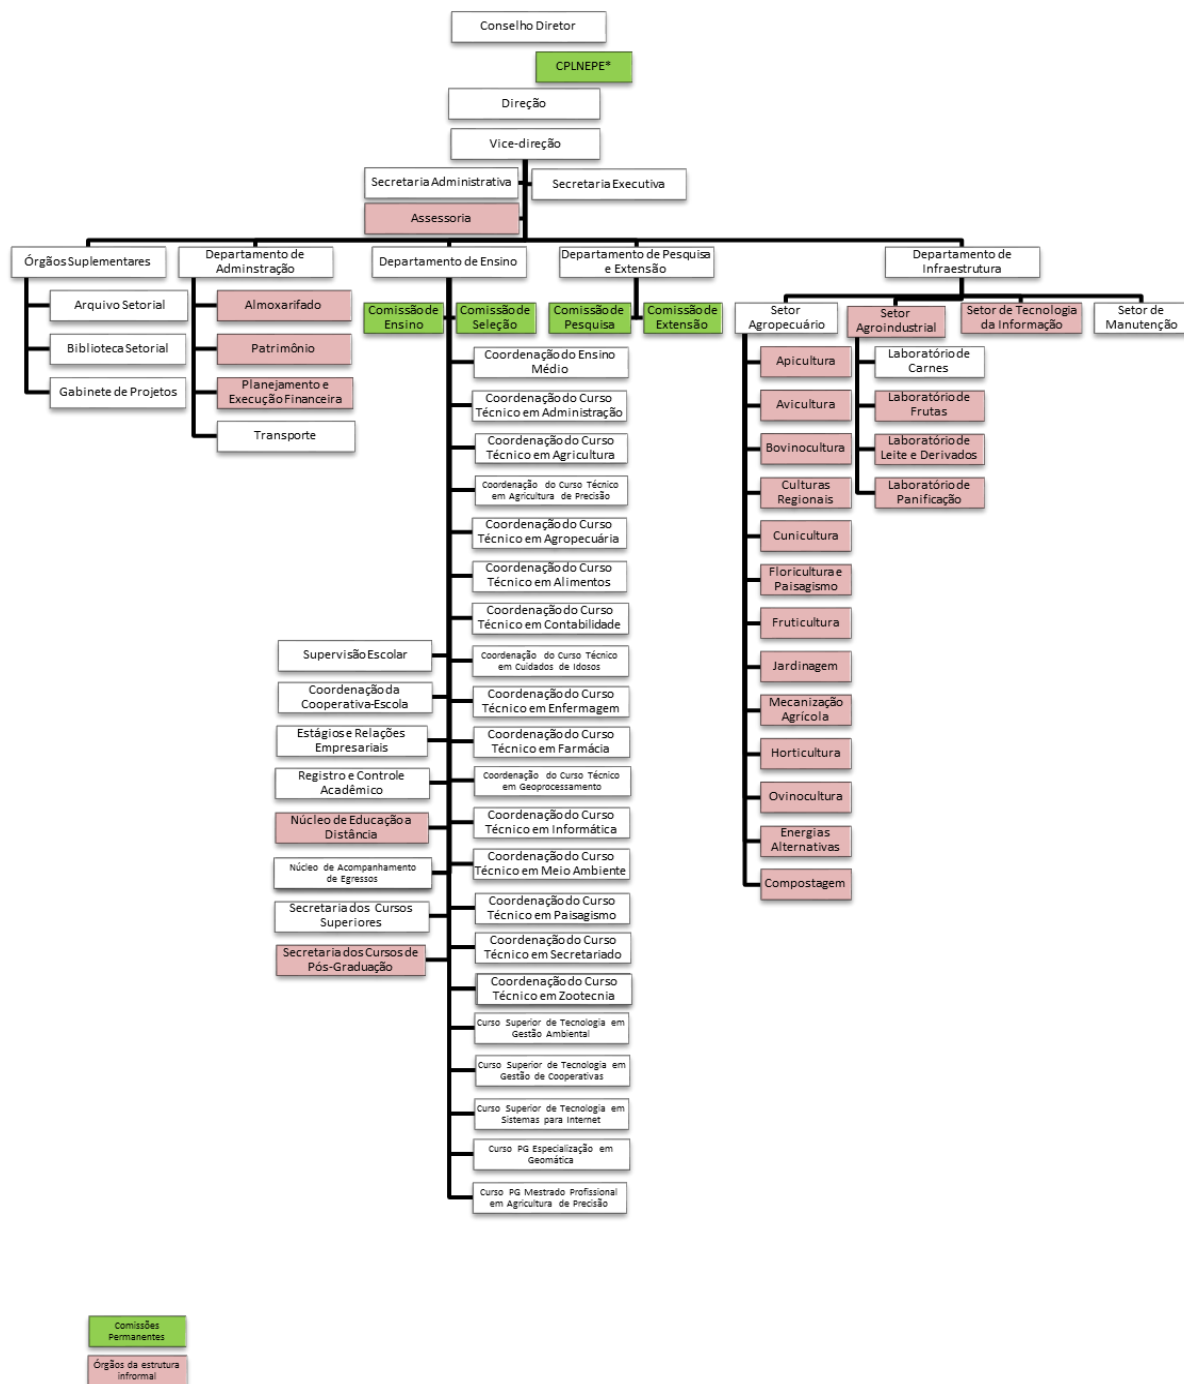 Conselho Diretor
CPLNEPE*
Direção
Vice-direção
Secretaria Administrativa
Secretaria Executiva
Assessoria
Órgãos Suplementares
Arquivo Setorial
Biblioteca Setorial
Gabinete de Projetos
Departamento de
Adminstração
Almoxarifado
Patrimônio
Planejamento e
Execução Financeira
Transporte
Departamento de Ensino
Comissão de
Ensino
Comissão de
Seleção
Coordenação do Ensino
Médio
Coordenação do Curso
Técnico em Administração
Coordenação do Curso
Técnico em Agricultura
Coordenação do Curso Técnico
em Agricultura de Precisão
Coordenação do Curso
Técnico em Agropecuária
Coordenação do Curso
Técnico em Alimentos
Coordenação do Curso
Técnico em Contabilidade
Coordenação do Curso Técnico
em Cuidados de Idosos
Coordenação do Curso
Técnico em Enfermagem
Coordenação do Curso
Técnico em Farmácia
Coordenação do Curso Técnico
em Geoprocessamento
Coordenação do Curso
Técnico em Informática
Coordenação do Curso
Técnico em Meio Ambiente
Coordenação do Curso
Técnico em Paisagismo
Coordenação do Curso
Técnico em Secretariado
Coordenação do Curso
Técnico em Zootecnia
Curso Superior de Tecnologia em
Gestão Ambiental
Curso Superior de Tecnologia em
Gestão de Cooperativas
Curso Superior de Tecnologia em
Sistemas para Internet
Curso PG Especialização em
Geomática
Curso PG Mestrado Profissional
em Agricultura de Precisão
Supervisão Escolar
Coordenação da
Cooperativa-Escola
Estágios e Relações
Empresariais
Registro e Controle
Acadêmico
Núcleo de Educação a
Distância
Núcleo de Acompanhamento
de Egressos
Secretaria dos Cursos
Superiores
Secretaria dos Cursos de
Pós-Graduação
Departamento de Pesquisa
e Extensão
Comissão de
Pesquisa
Comissão de
Extensão
Departamento de
Infraestrutura
Setor
Agropecuário
Apicultura
Avicultura
Bovinocultura
Culturas
Regionais
Cunicultura
Floricultura e
Paisagismo
Fruticultura
Jardinagem
Mecanização
Agrícola
Horticultura
Ovinocultura
Energias
Alternativas
Compostagem
Setor
Agroindustrial
Laboratório de
Carnes
Laboratório de
Frutas
Laboratório de
Leite e Derivados
Laboratório de
Panificação
Setor de Tecnologia
da Informação
Setor de
Manutenção
Comissões
Permanentes
Órgãos da estrutura
infrormal